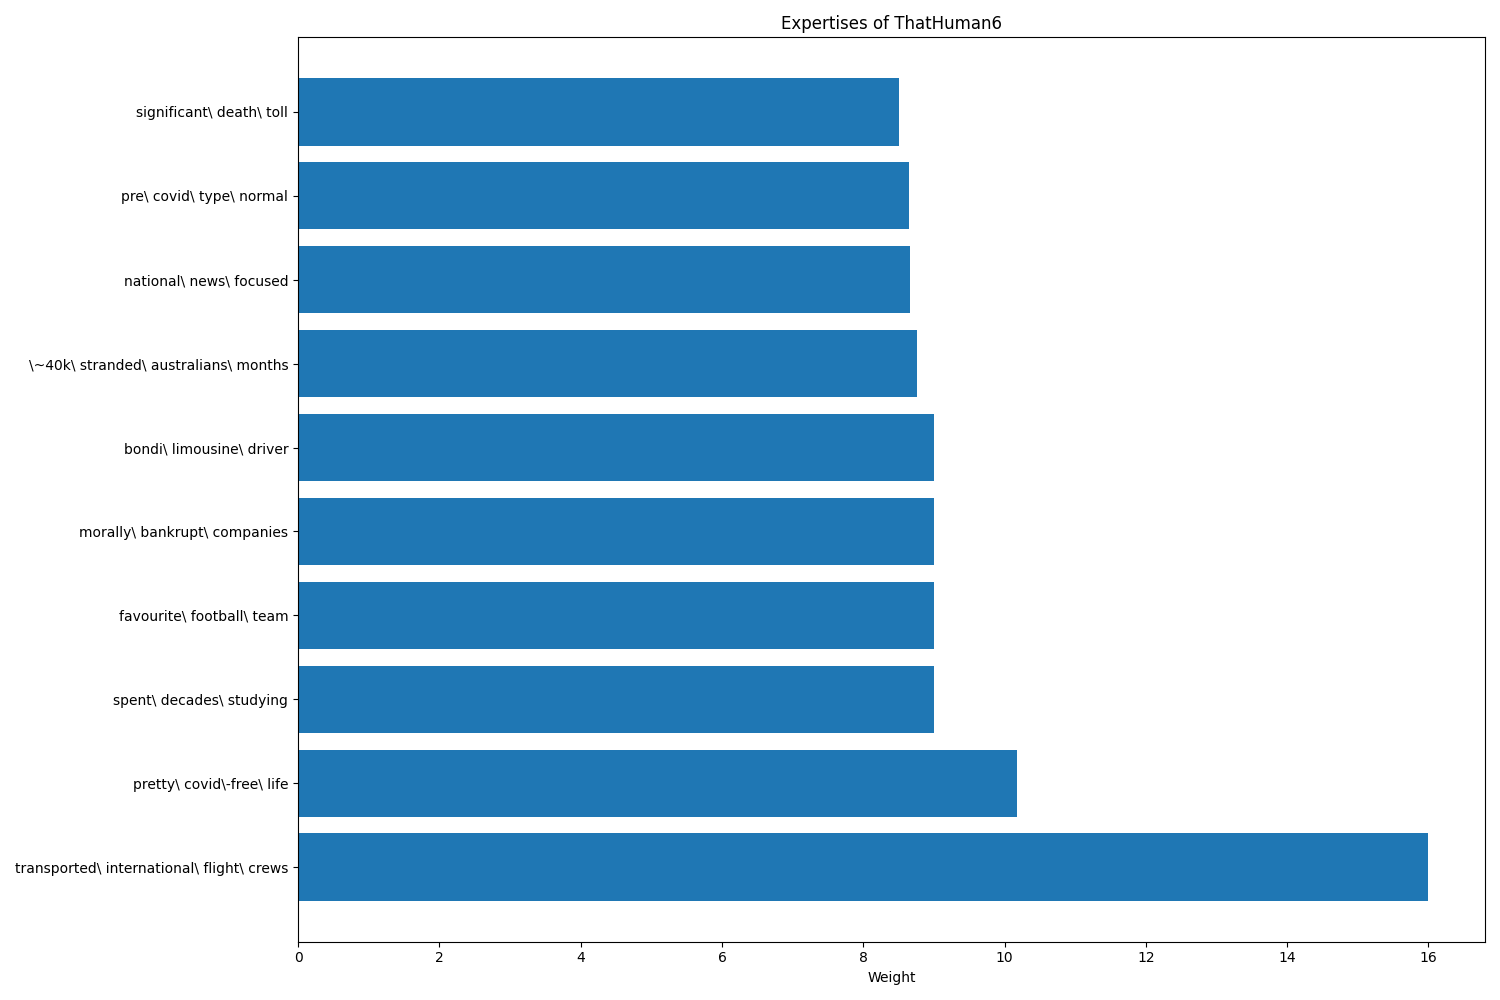 Expertises of ThatHuman6
significant\ death\ toll
pre\ covid\ type\ normal
national\ news\ focused
\~40k\ stranded\ australians\ months
bondi\ limousine\ driver
morally\ bankrupt\ companies
favourite\ football\ team
spent\ decades\ studying
pretty\ covid\-free\ life
transported\ international\ flight\ crews
0 2 4 6 8 10 12 14 16
Weight